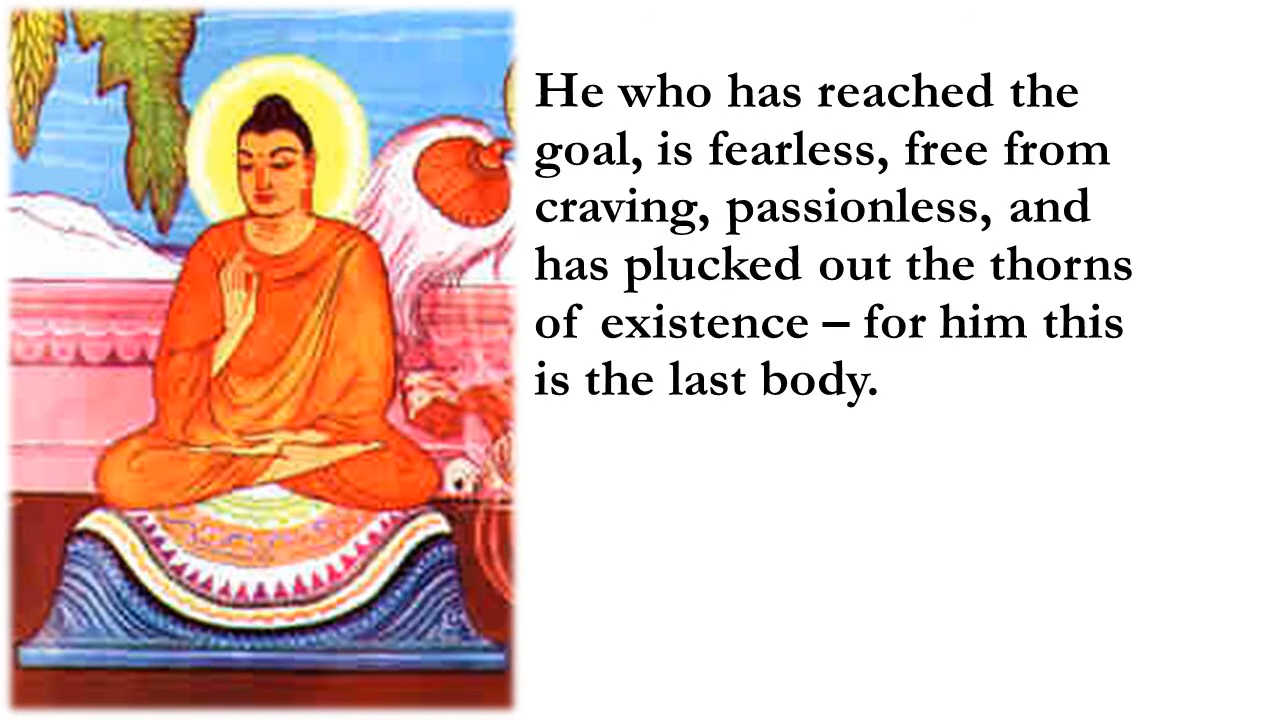 He who has reached the
goal, is fearless, free from
craving, passionless, and
has plucked out the thorns
of existence – for him this
is the last body.